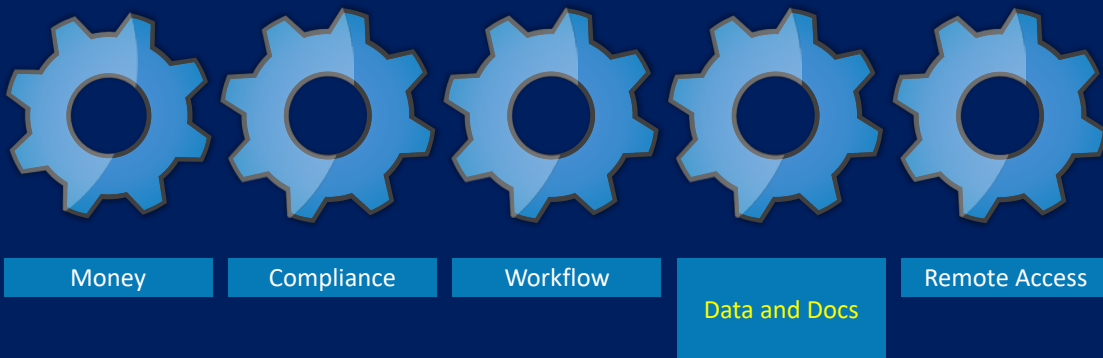 Money
Compliance
Workflow
Data and Docs
Remote Access